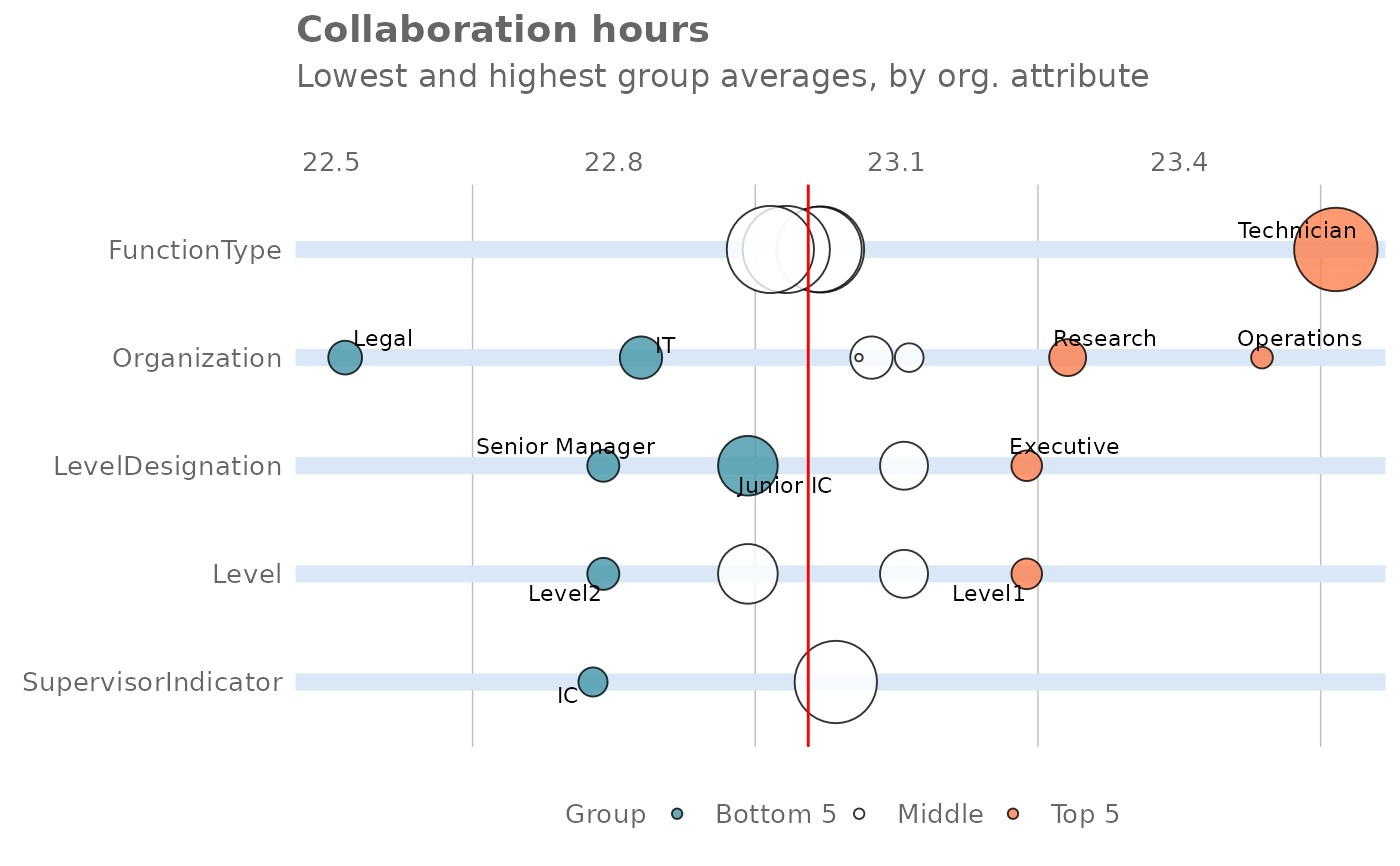 Collaboration hours
Lowest and highest group averages, by org. attribute
22.5 22.8 23.1 23.4
FunctionType Technician
Organization Legal IT Research Operations
LevelDesignation Senior Manager Junior IC Executive
Level Level2 Level1
SupervisorIndicator IC
Group Bottom 5 Middle Top 5